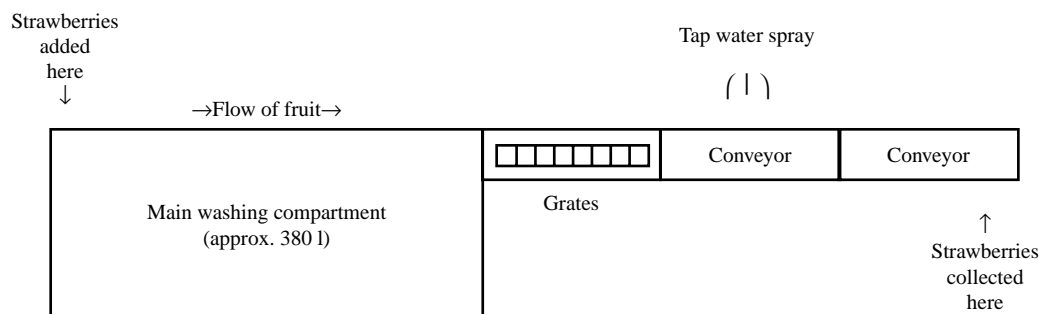 Strawberries
added
here
↓
Tap water spray
→Flow of fruit→
Conveyor
Conveyor
Grates
Main washing compartment
(approx. 380 l)
↑
Strawberries
collected
here